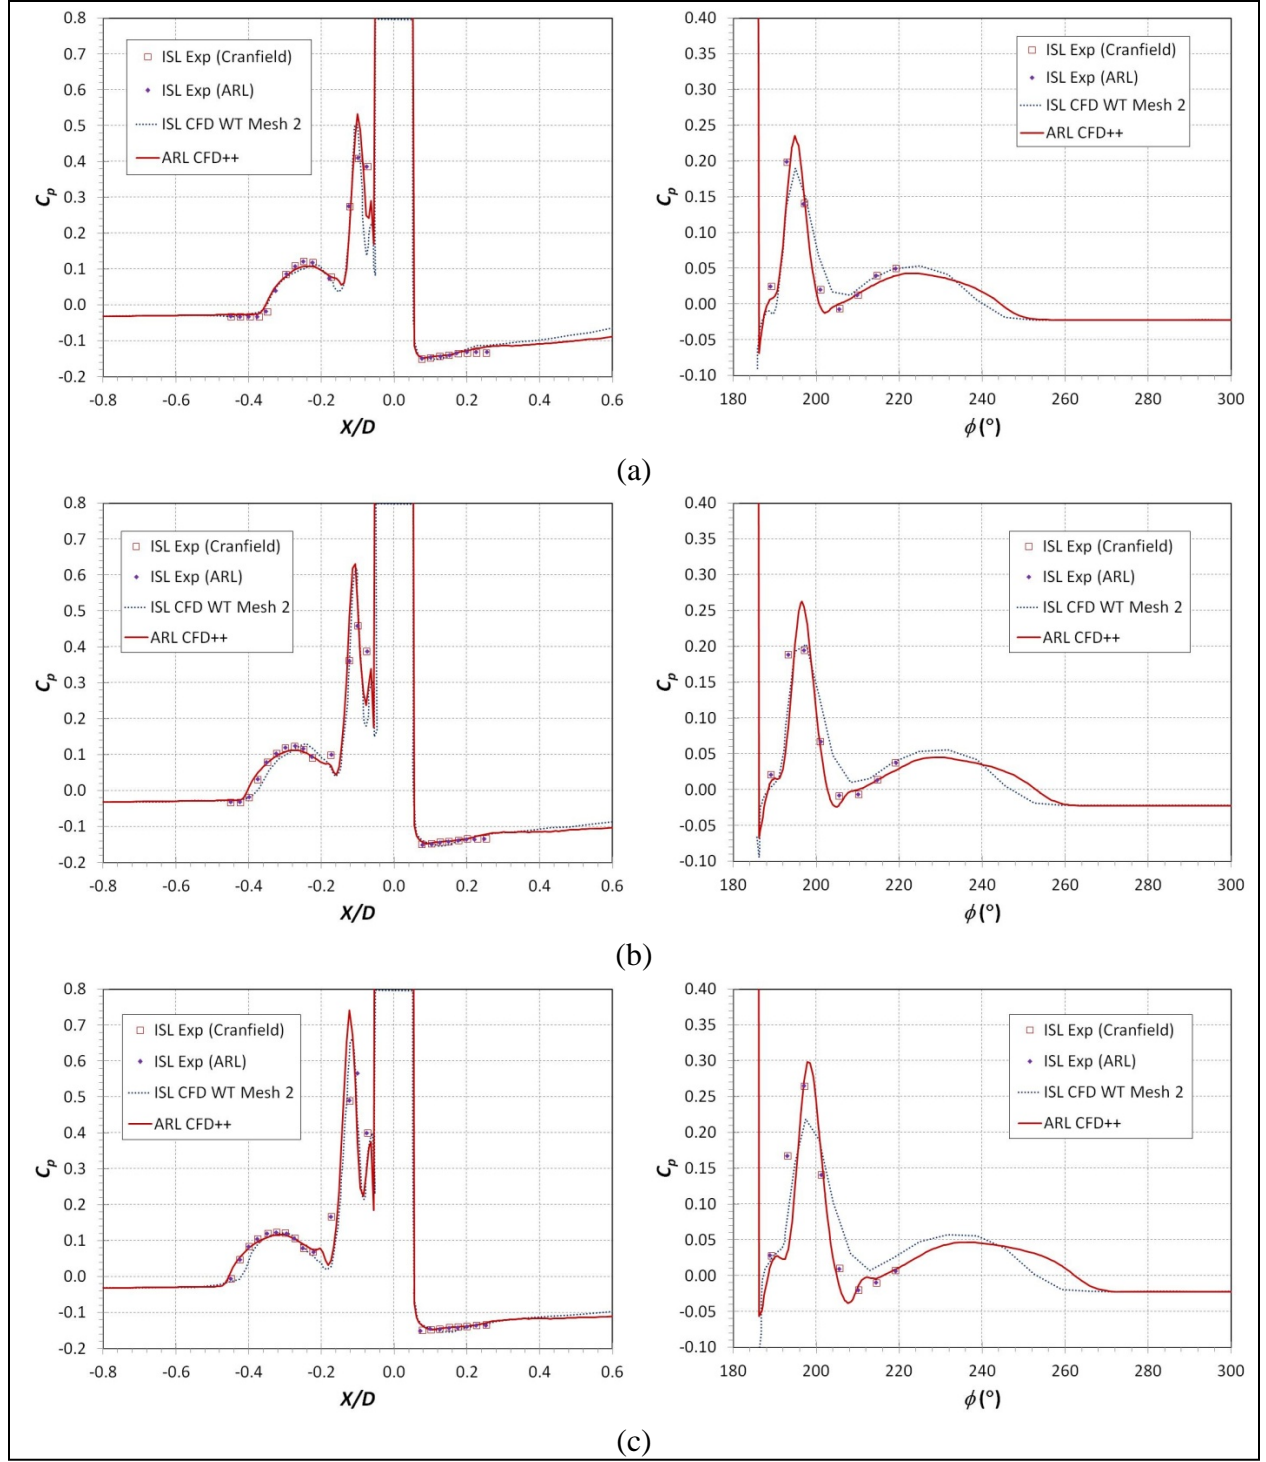 0.8
0.7
0.6
0.5
0.4
0.3
0.2
0.1
0.0
-0.1
-0.2
Cp
ISL Exp (Cranfield)
ISL Exp (ARL)
ISL CFD WT Mesh 2
ARL CFD++
-0.8 -0.6 -0.4 -0.2 0.0 0.2 0.4 0.6
X/D
0.40
0.35
0.30
0.25
0.20
0.15
0.10
0.05
0.00
-0.05
-0.10
Cp
ISL Exp (Cranfield)
ISL Exp (ARL)
ISL CFD WT Mesh 2
ARL CFD++
180 200 220 240 260 280 300
ϕ (°)
(a)
0.8
0.7
0.6
0.5
0.4
0.3
0.2
0.1
0.0
-0.1
-0.2
Cp
ISL Exp (Cranfield)
ISL Exp (ARL)
ISL CFD WT Mesh 2
ARL CFD++
-0.8 -0.6 -0.4 -0.2 0.0 0.2 0.4 0.6
X/D
0.40
0.35
0.30
0.25
0.20
0.15
0.10
0.05
0.00
-0.05
-0.10
Cp
ISL Exp (Cranfield)
ISL Exp (ARL)
ISL CFD WT Mesh 2
ARL CFD++
180 200 220 240 260 280 300
ϕ (°)
(b)
0.8
0.7
0.6
0.5
0.4
0.3
0.2
0.1
0.0
-0.1
-0.2
Cp
ISL Exp (Cranfield)
ISL Exp (ARL)
ISL CFD WT Mesh 2
ARL CFD++
-0.8 -0.6 -0.4 -0.2 0.0 0.2 0.4 0.6
X/D
0.40
0.35
0.30
0.25
0.20
0.15
0.10
0.05
0.00
-0.05
-0.10
Cp
ISL Exp (Cranfield)
ISL Exp (ARL)
ISL CFD WT Mesh 2
ARL CFD++
180 200 220 240 260 280 300
ϕ (°)
(c)